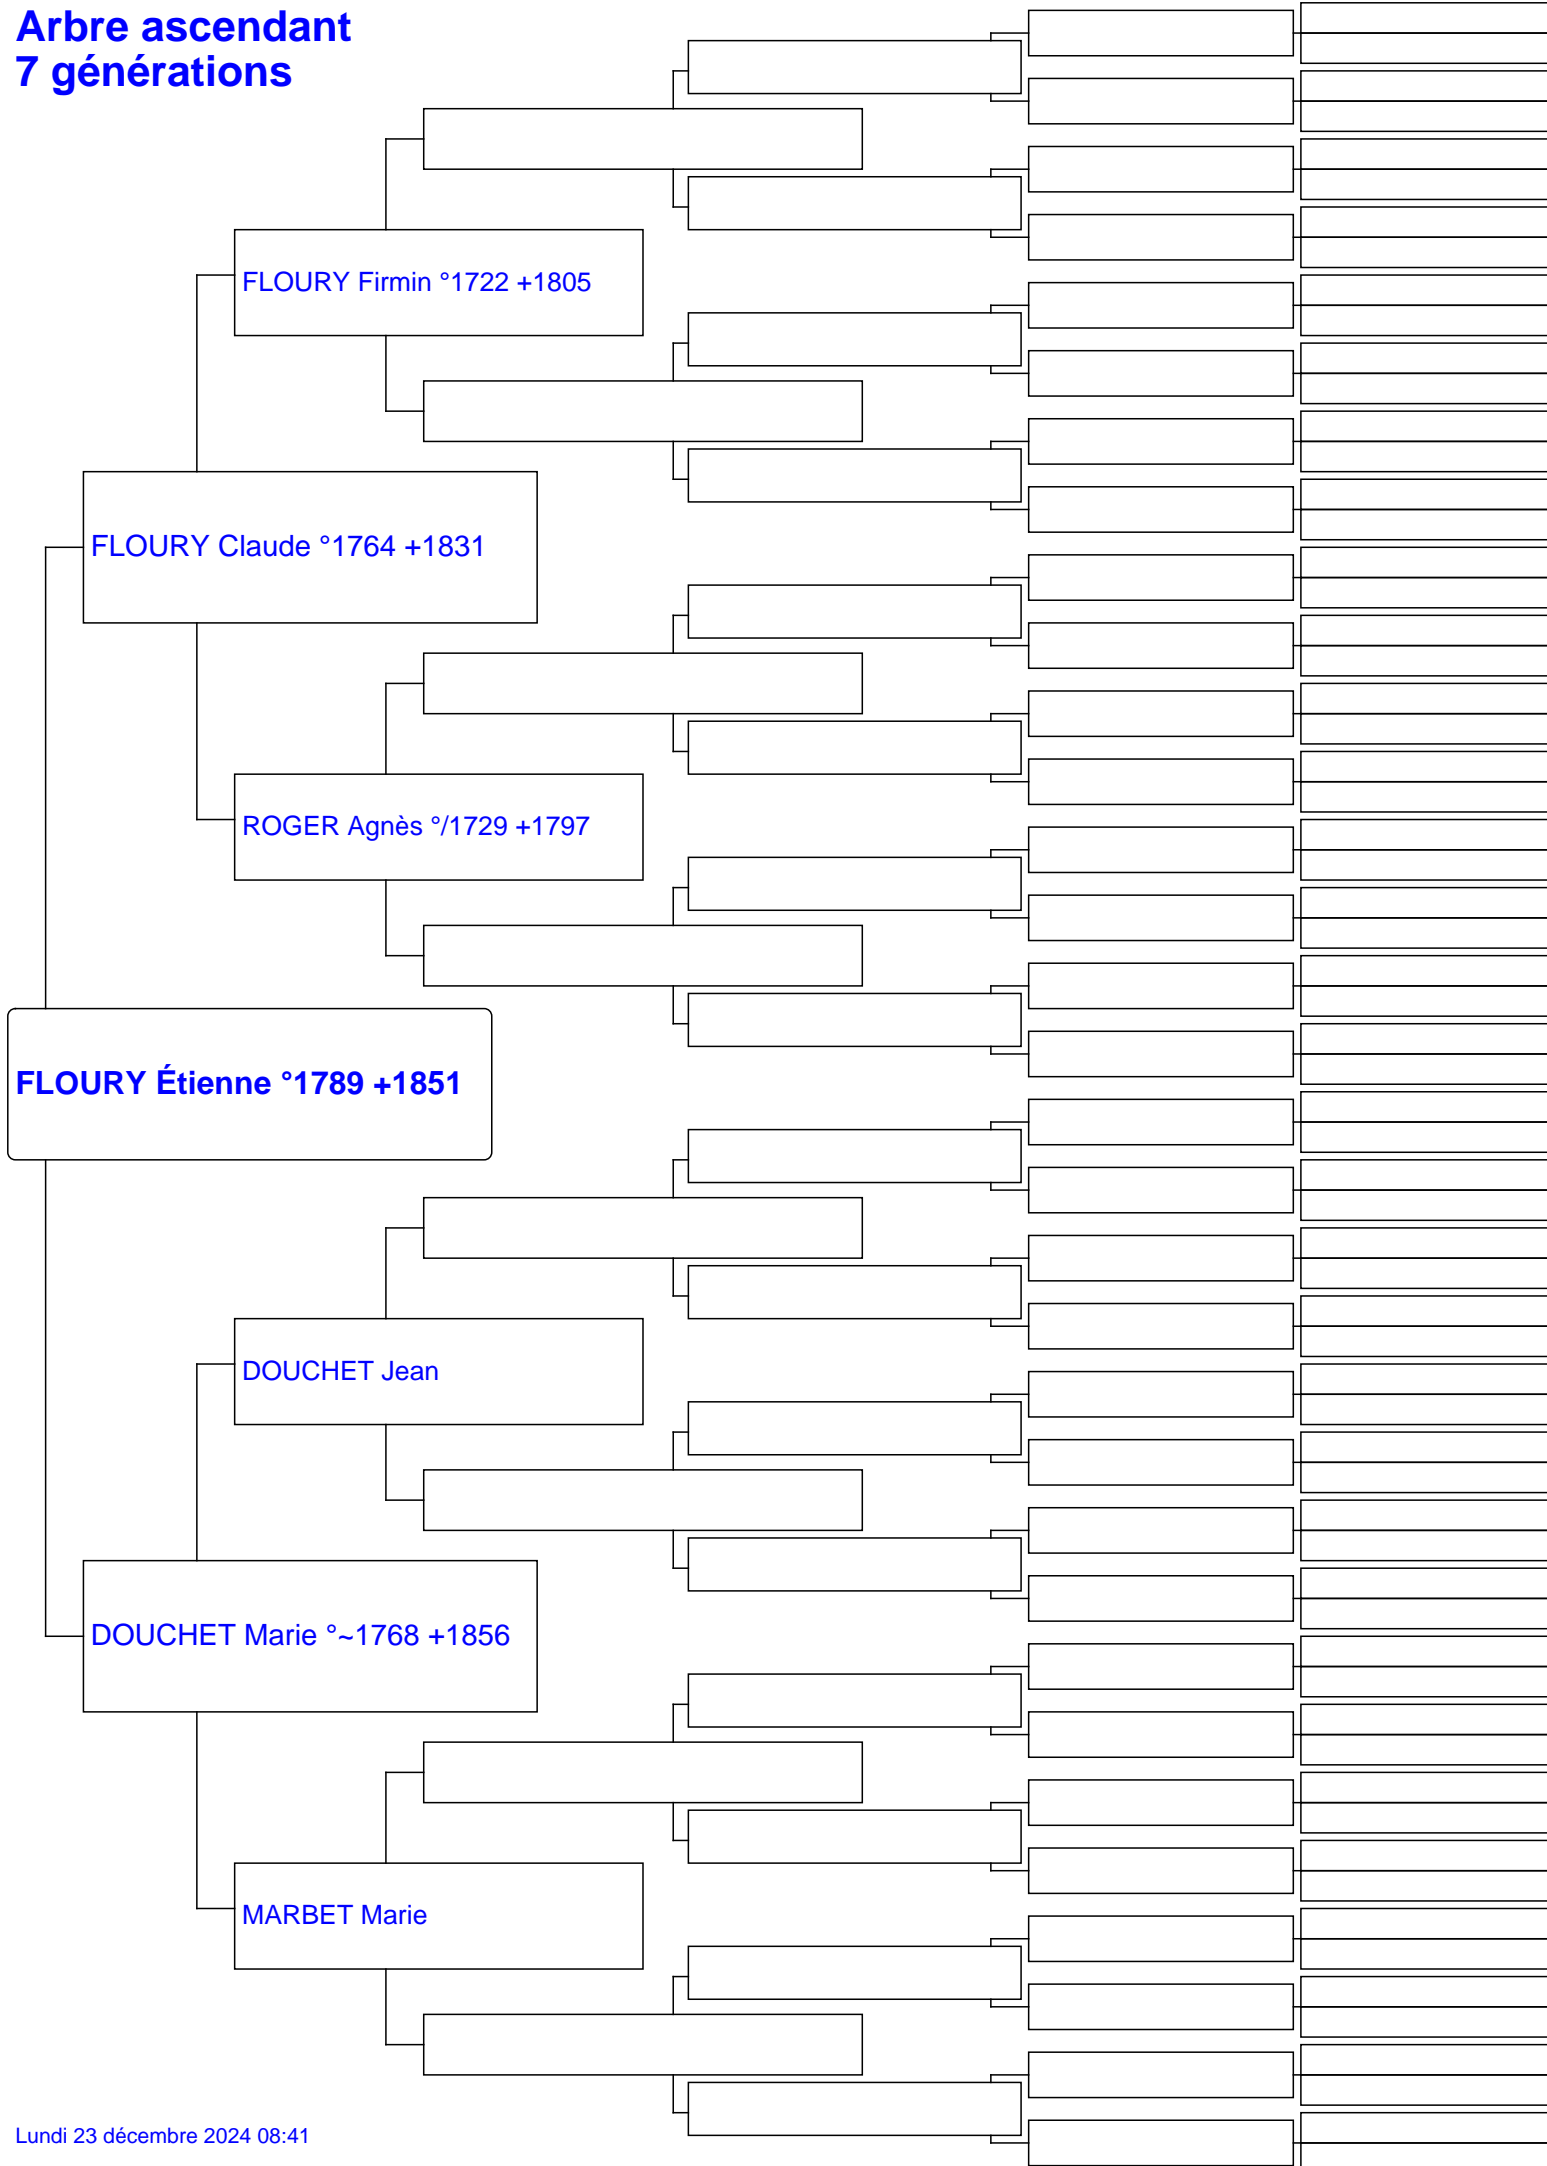 Arbre ascendant
7 générations
FLOURY Firmin °1722 +1805
FLOURY Claude °1764 +1831
ROGER Agnès °/1729 +1797
FLOURY Étienne °1789 +1851
DOUCHET Jean
DOUCHET Marie °~1768 +1856
MARBET Marie
Lundi 23 décembre 2024 08:41